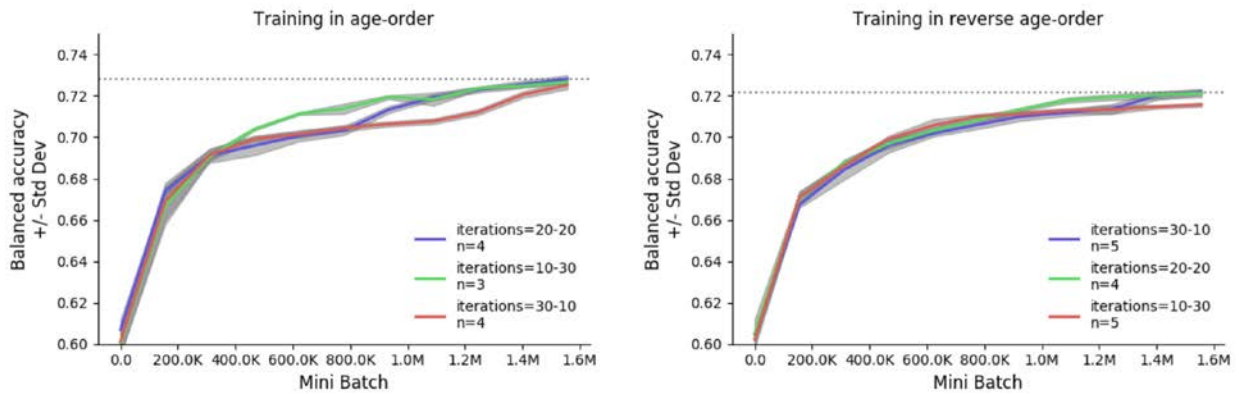 Training in age-order
0.74
0.72
0.70
0.68
0.66
0.64
0.62
0.60
Balanced accuracy
+/- Std Dev
iterations=20-20
n=4
iterations=10-30
n=3
iterations=30-10
n=4
0.0 200.0K 400.0K 600.0K 800.0K 1.0M 1.2M 1.4M 1.6M
Mini Batch
Training in reverse age-order
0.74
0.72
0.70
0.68
0.66
0.64
0.62
0.60
Balanced accuracy
+/- Std Dev
iterations=30-10
n=5
iterations=20-20
n=4
iterations=10-30
n=5
0.0 200.0K 400.0K 600.0K 800.0K 1.0M 1.2M 1.4M 1.6M
Mini Batch